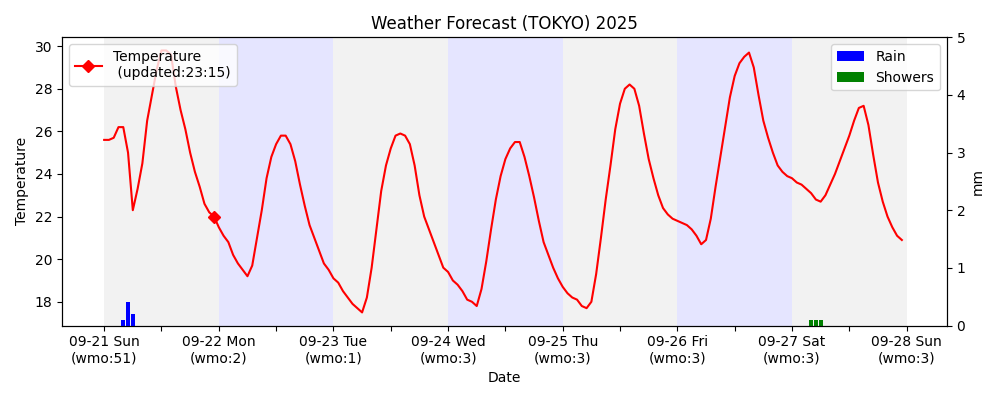 Weather Forecast (TOKYO) 2025
Temperature
(updated:23:15)
Rain
Showers
Temperature
30
28
26
24
22
20
18
5
4
3
2
1
0
mm
09-21 Sun
(wmo:51)
09-22 Mon
(wmo:2)
09-23 Tue
(wmo:1)
09-24 Wed
(wmo:3)
09-25 Thu
(wmo:3)
09-26 Fri
(wmo:3)
09-27 Sat
(wmo:3)
09-28 Sun
(wmo:3)
Date